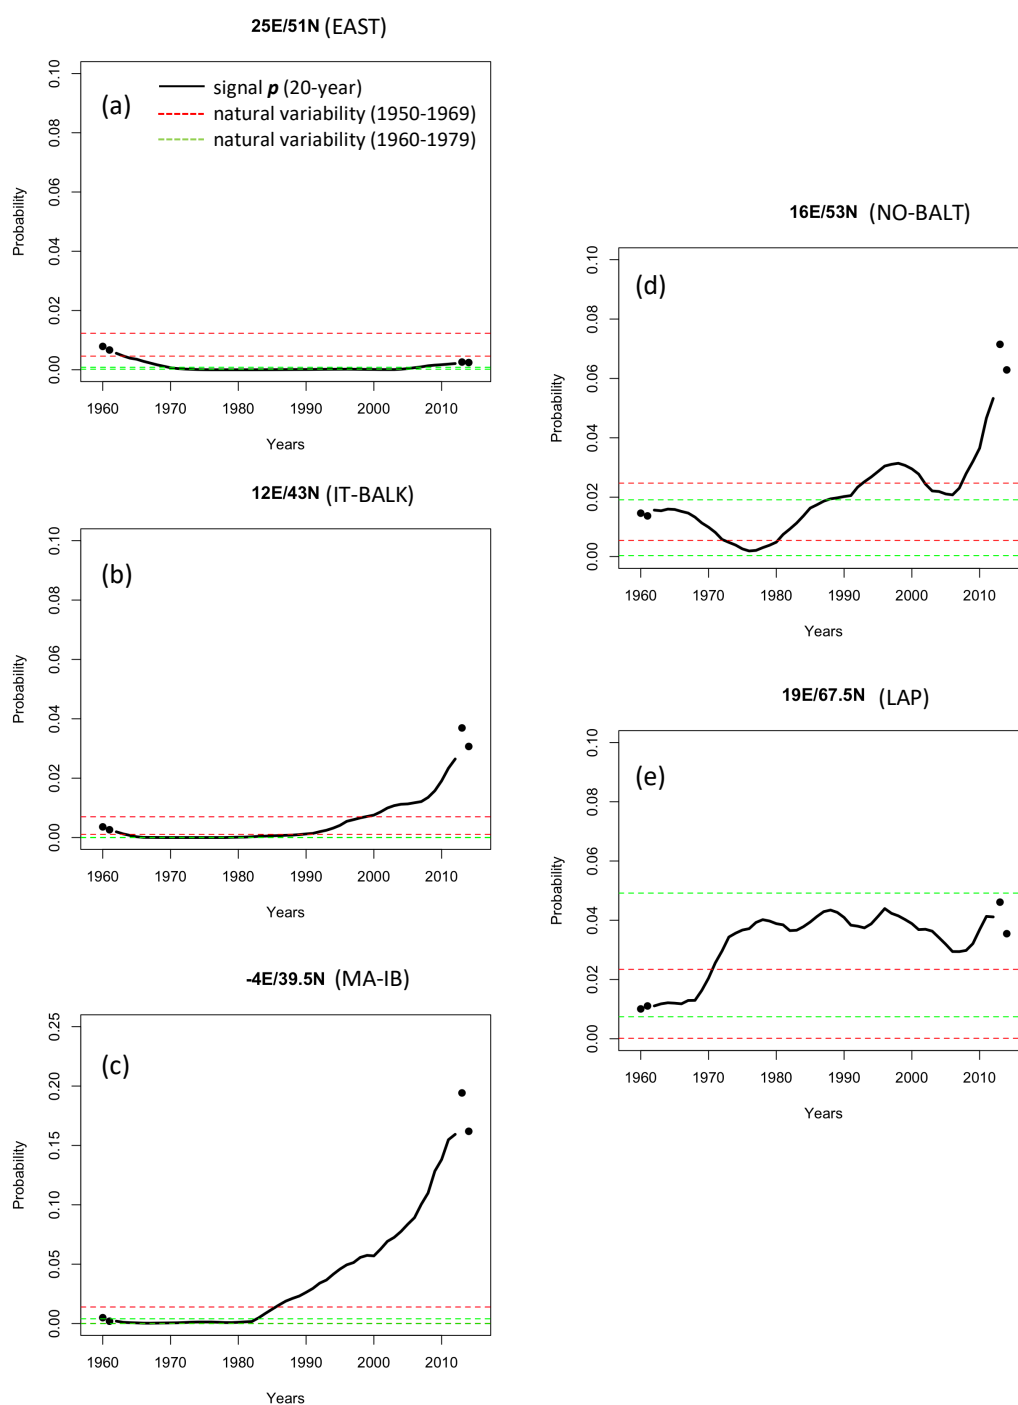 25E/51N (EAST)
(a)
signal p (20-year)
natural variability (1950-1969)
natural variability (1960-1979)
Probability
0.10
0.08
0.06
0.04
0.02
0.00
1960 1970 1980 1990 2000 2010
Years
12E/43N (IT-BALK)
(b)
Probability
0.10
0.08
0.06
0.04
0.02
0.00
1960 1970 1980 1990 2000 2010
Years
-4E/39.5N (MA-IB)
(c)
Probability
0.25
0.20
0.15
0.10
0.05
0.00
1960 1970 1980 1990 2000 2010
Years
16E/53N (NO-BALT)
(d)
Probability
0.10
0.08
0.06
0.04
0.02
0.00
1960 1970 1980 1990 2000 2010
Years
19E/67.5N (LAP)
(e)
Probability
0.10
0.08
0.06
0.04
0.02
0.00
1960 1970 1980 1990 2000 2010
Years